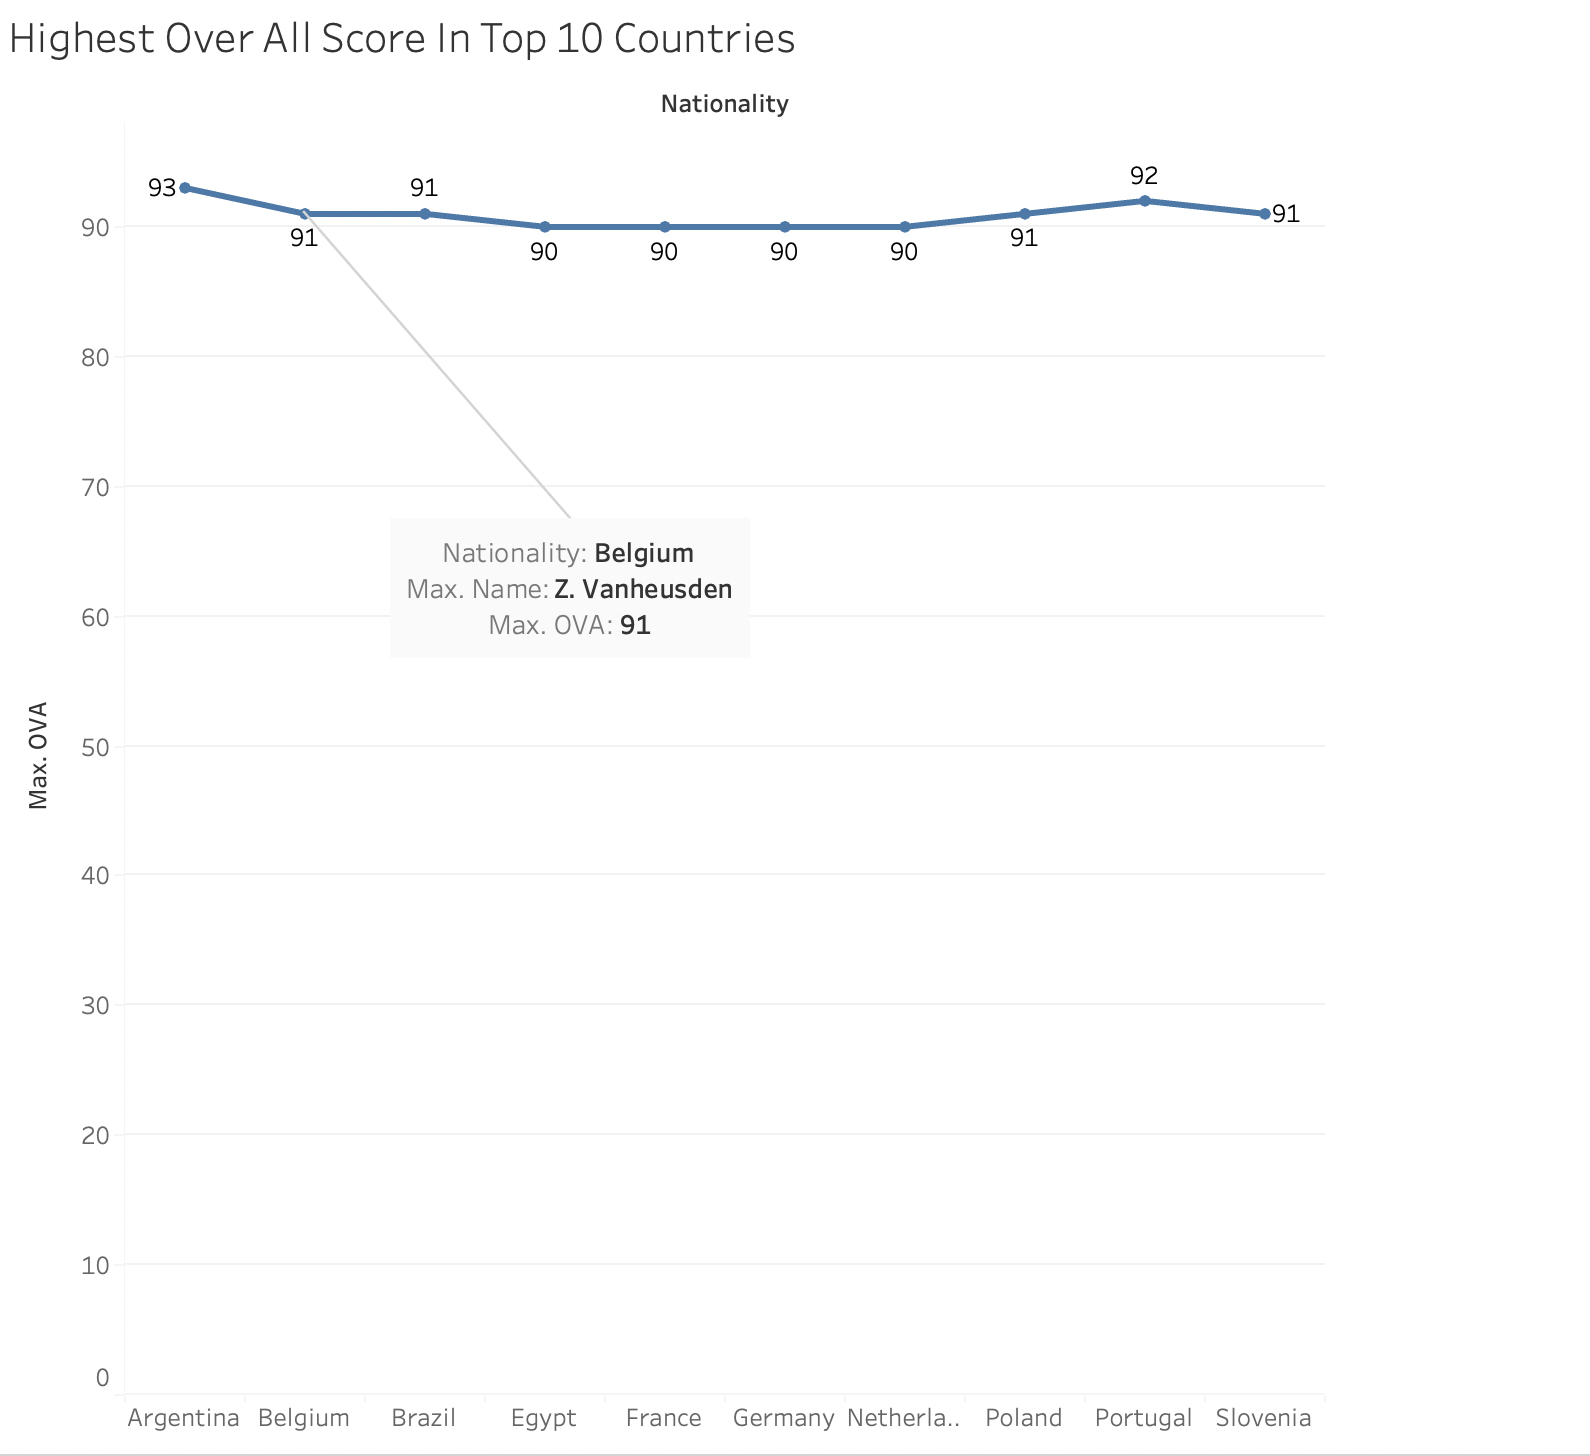 Highest Over All Score In Top 10 Countries
Nationality
93
91
91
90
90
90
90
91
92
91
90
80
70
60
50
40
30
20
10
0
Max. OVA
Nationality: Belgium
Max. Name: Z. Vanheusden
Max. OVA: 91
Argentina Belgium Brazil Egypt France Germany Netherla.. Poland Portugal Slovenia